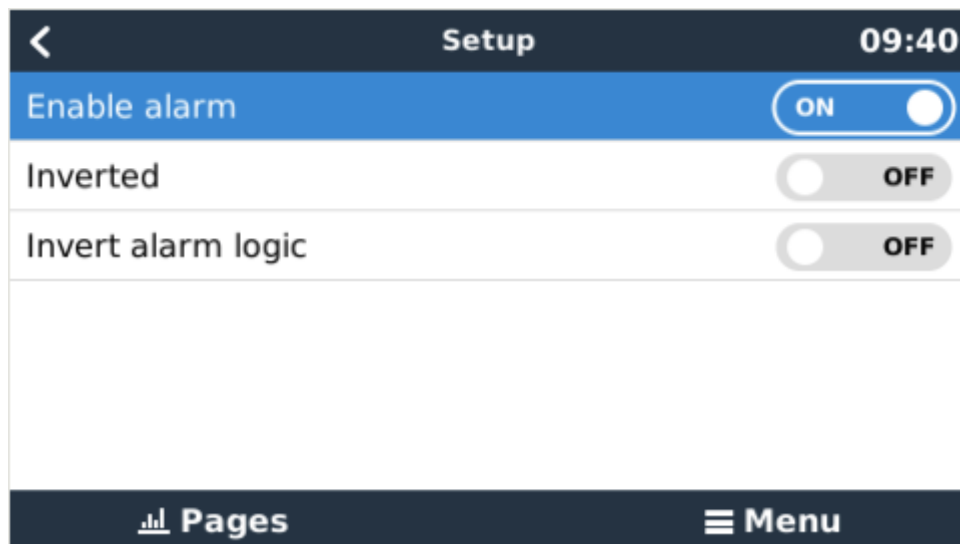 Setup 09:40
Enable alarm ON
Inverted OFF
Invert alarm logic OFF
Pages Menu